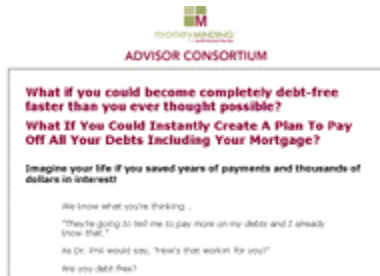 M
moneyMINDING
ADVISOR CONSORTIUM
What if you could become completely debt-free
faster than you ever thought possible?
What If You Could Instantly Create A Plan To Pay
Off All Your Debts Including Your Mortgage?
Imagine your life if you saved years of payments and thousands of
dollars in interest!
We know what you're thinking...
"They're going to tell me to pay more on my debts and I already
know that."
As Dr. Phil would say, "How's that workin' for you?"
Are you debt free?